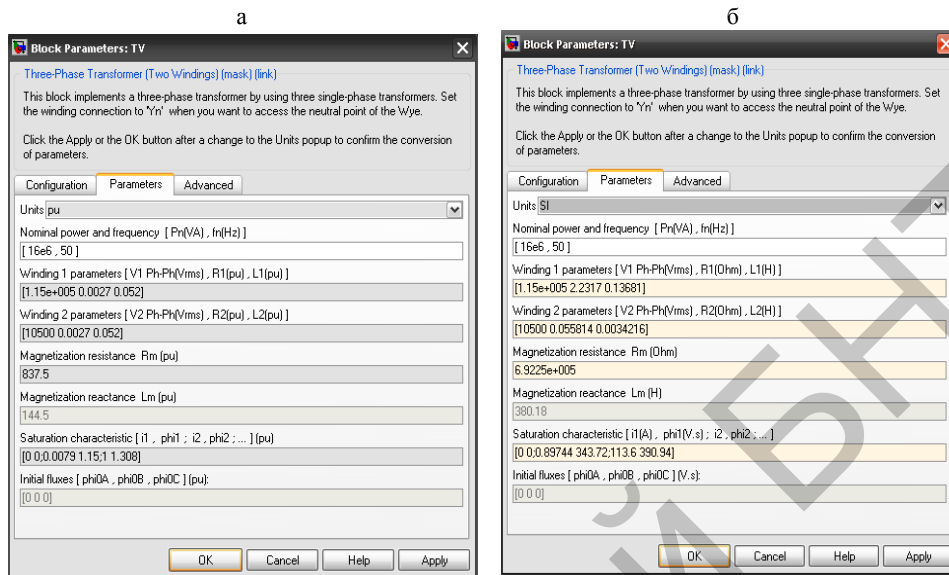 а
Block Parameters: TV
Three-Phase Transformer (Two Windings) (mask) (link)
This block implements a three-phase transformer by using three single-phase transformers. Set
the winding connection to 'Yn' when you want to access the neutral point of the Wye.
Click the Apply or the OK button after a change to the Units popup to confirm the conversion
of parameters.
Configuration Parameters Advanced
Units pu
Nominal power and frequency [ Pn(VA) , fn(Hz) ]
[ 16e6 , 50 ]
Winding 1 parameters [ V1 Ph-Ph(Vrms) , R1(pu) , L1(pu) ]
[1.15e+005 0.0027 0.052]
Winding 2 parameters [ V2 Ph-Ph(Vrms) , R2(pu) , L2(pu) ]
[10500 0.0027 0.052]
Magnetization resistance Rm (pu)
837.5
Magnetization reactance Lm (pu)
144.5
Saturation characteristic [ i1 , phi1 ; i2 , phi2 ; ... ] (pu)
[0 0;0.0079 1.15;1 1.308]
Initial fluxes [ phi0A , phi0B , phi0C ] (pu):
[0 0 0]
OK Cancel Help Apply
б
Block Parameters: TV
Three-Phase Transformer (Two Windings) (mask) (link)
This block implements a three-phase transformer by using three single-phase transformers. Set
the winding connection to 'Yn' when you want to access the neutral point of the Wye.
Click the Apply or the OK button after a change to the Units popup to confirm the conversion
of parameters.
Configuration Parameters Advanced
Units SI
Nominal power and frequency [ Pn(VA) , fn(Hz) ]
[ 16e6 , 50 ]
Winding 1 parameters [ V1 Ph-Ph(Vrms) , R1(Ohm) , L1(H) ]
[1.15e+005 2.2317 0.13681]
Winding 2 parameters [ V2 Ph-Ph(Vrms) , R2(Ohm) , L2(H) ]
[10500 0.055814 0.0034216]
Magnetization resistance Rm (Ohm)
6.9225e+005
Magnetization reactance Lm (H)
380.18
Saturation characteristic [ i1(A) , phi1(V.s) ; i2 , phi2 ; ... ]
[0 0;0.89744 343.72;113.6 390.94]
Initial fluxes [ phi0A , phi0B , phi0C ] (V.s):
[0 0 0]
OK Cancel Help Apply
Й БНТ